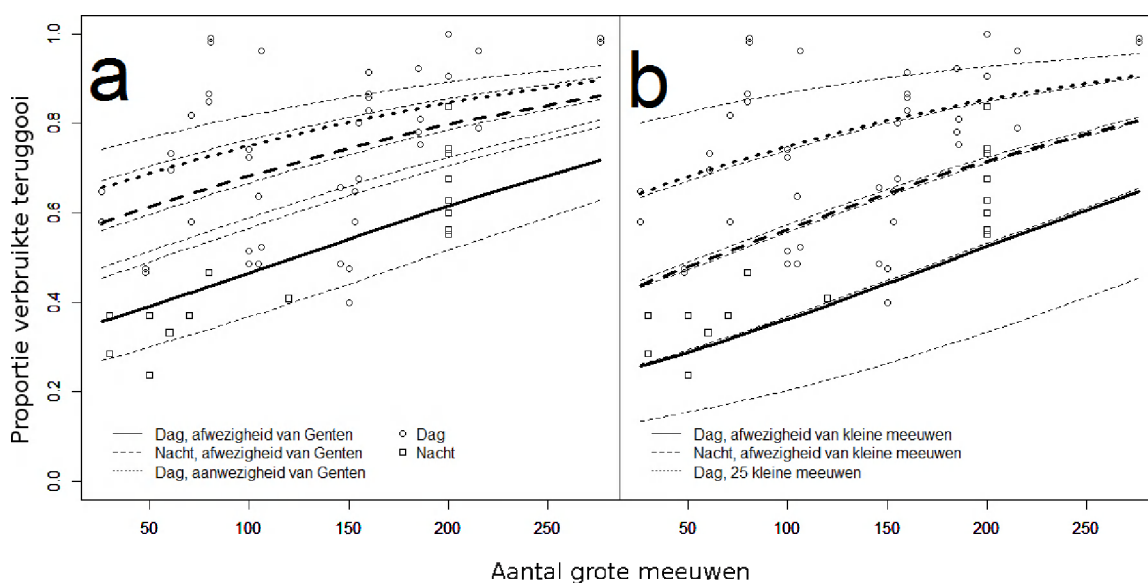 a
b
Proportie verbruikte teruggooi
1.0
0.8
0.6
0.4
0.2
0.0
Dag, afwezigheid van Genten
Nacht, afwezigheid van Genten
Dag, aanwezigheid van Genten
Dag
Nacht
Dag, afwezigheid van kleine meeuwen
Nacht, afwezigheid van kleine meeuwen
Dag, 25 kleine meeuwen
50 100 150 200 250 50 100 150 200 250
Aantal grote meeuwen